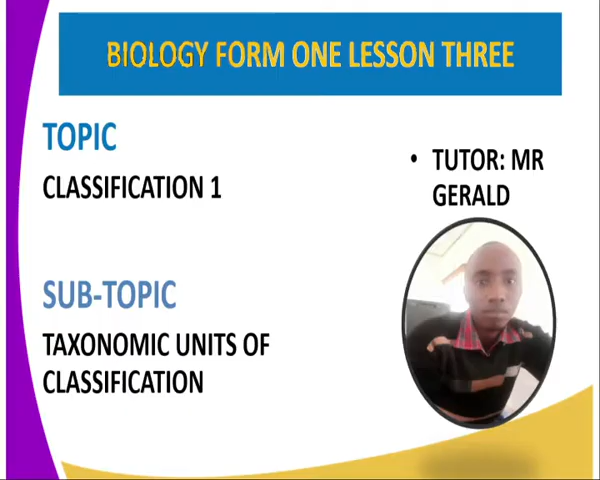 BIOLOGY FORM ONE LESSON THREE
TOPIC
CLASSIFICATION 1
SUB-TOPIC
TAXONOMIC UNITS OF
CLASSIFICATION
• TUTOR: MR
GERALD